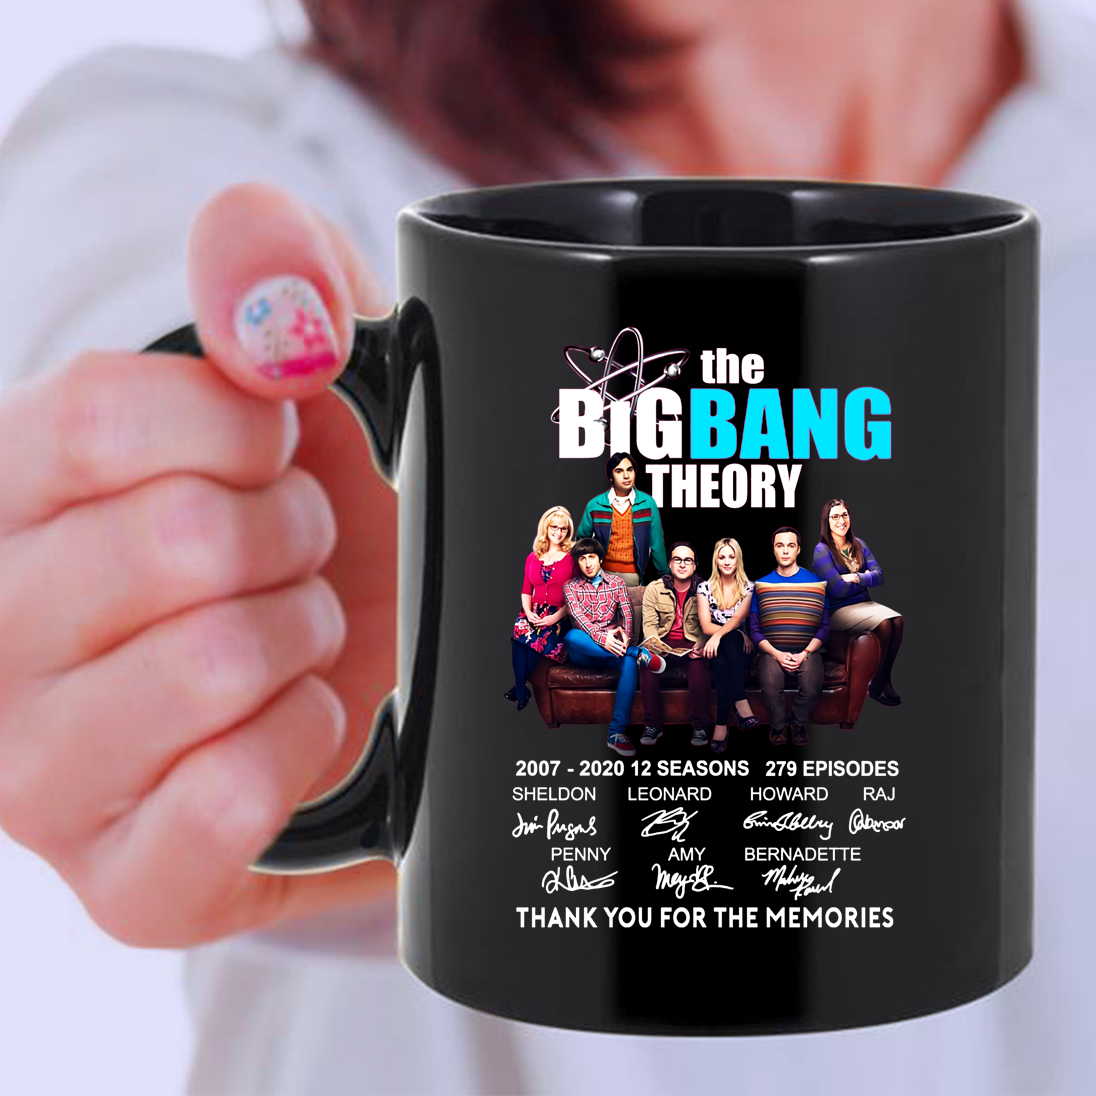 the
BiGBANG
THEORY
2007 - 2020 12 SEASONS 279 EPISODES
SHELDON LEONARD HOWARD RAJ
PENNY AMY BERNADETTE
THANK YOU FOR THE MEMORIES